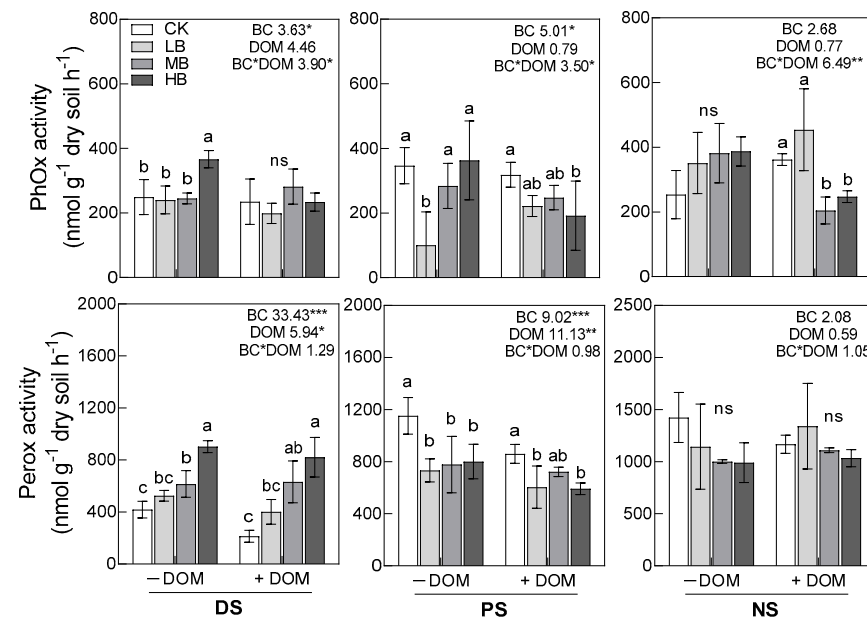 PhOx activity
(nmol g⁻¹ dry soil h⁻¹)
800
600
400
200
0
CK
LB
MB
HB
BC 3.63*
DOM 4.46
BC*DOM 3.90*
b b b a
ns
800
600
400
200
0
BC 5.01*
DOM 0.79
BC*DOM 3.50*
a b a a
a ab ab b
800
600
400
200
0
BC 2.68
DOM 0.77
BC*DOM 6.49**
ns
a a b b
Perox activity
(nmol g⁻¹ dry soil h⁻¹)
2000
1600
1200
800
400
0
BC 33.43***
DOM 5.94*
BC*DOM 1.29
c bc b a
c bc ab a
– DOM + DOM
DS
2000
1600
1200
800
400
0
BC 9.02***
DOM 11.13**
BC*DOM 0.98
a b b b
a b ab b
– DOM + DOM
PS
2500
2000
1500
1000
500
0
BC 2.08
DOM 0.59
BC*DOM 1.05
ns
ns
– DOM + DOM
NS